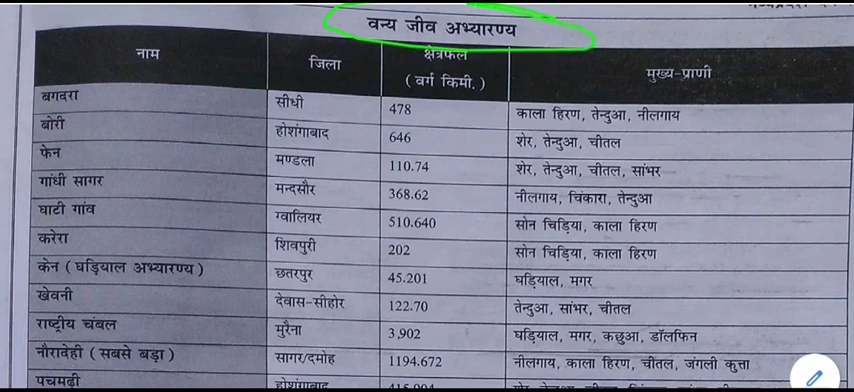 वन्य जीव अभ्यारण्य
नाम जिला क्षेत्रफल (वर्ग किमी.) मुख्य-प्राणी
बगदरा सीधी 478 काला हिरण, तेन्दुआ, नीलगाय
बोरी होशंगाबाद 646 शेर, तेन्दुआ, चीतल
फेन मण्डला 110.74 शेर, तेन्दुआ, चीतल, सांभर
गांधी सागर मन्दसौर 368.62 नीलगाय, चिंकारा, तेन्दुआ
घाटी गांव ग्वालियर 510.640 सोन चिड़िया, काला हिरण
करेरा शिवपुरी 202 सोन चिड़िया, काला हिरण
केन (घड़ियाल अभ्यारण्य) छतरपुर 45.201 घड़ियाल, मगर
खेवनी देवास-सीहोर 122.70 तेन्दुआ, सांभर, चीतल
राष्ट्रीय चंबल मुरैना 3,902 घड़ियाल, मगर, कछुआ, डॉलफिन
नौरादेही (सबसे बड़ा) सागर/दमोह 1194.672 नीलगाय, काला हिरण, चीतल, जंगली कुत्ता
पचमढ़ी होशंगाबाद